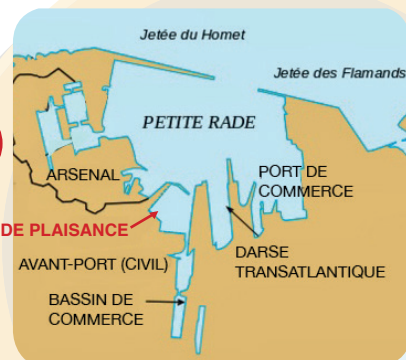 Jetée du Homet
Jetée des Flamands
PETITE RADE
ARSENAL
PORT DE
COMMERCE
DE PLAISANCE
AVANT-PORT (CIVIL)
DARSE
TRANSATLANTIQUE
BASSIN DE
COMMERCE